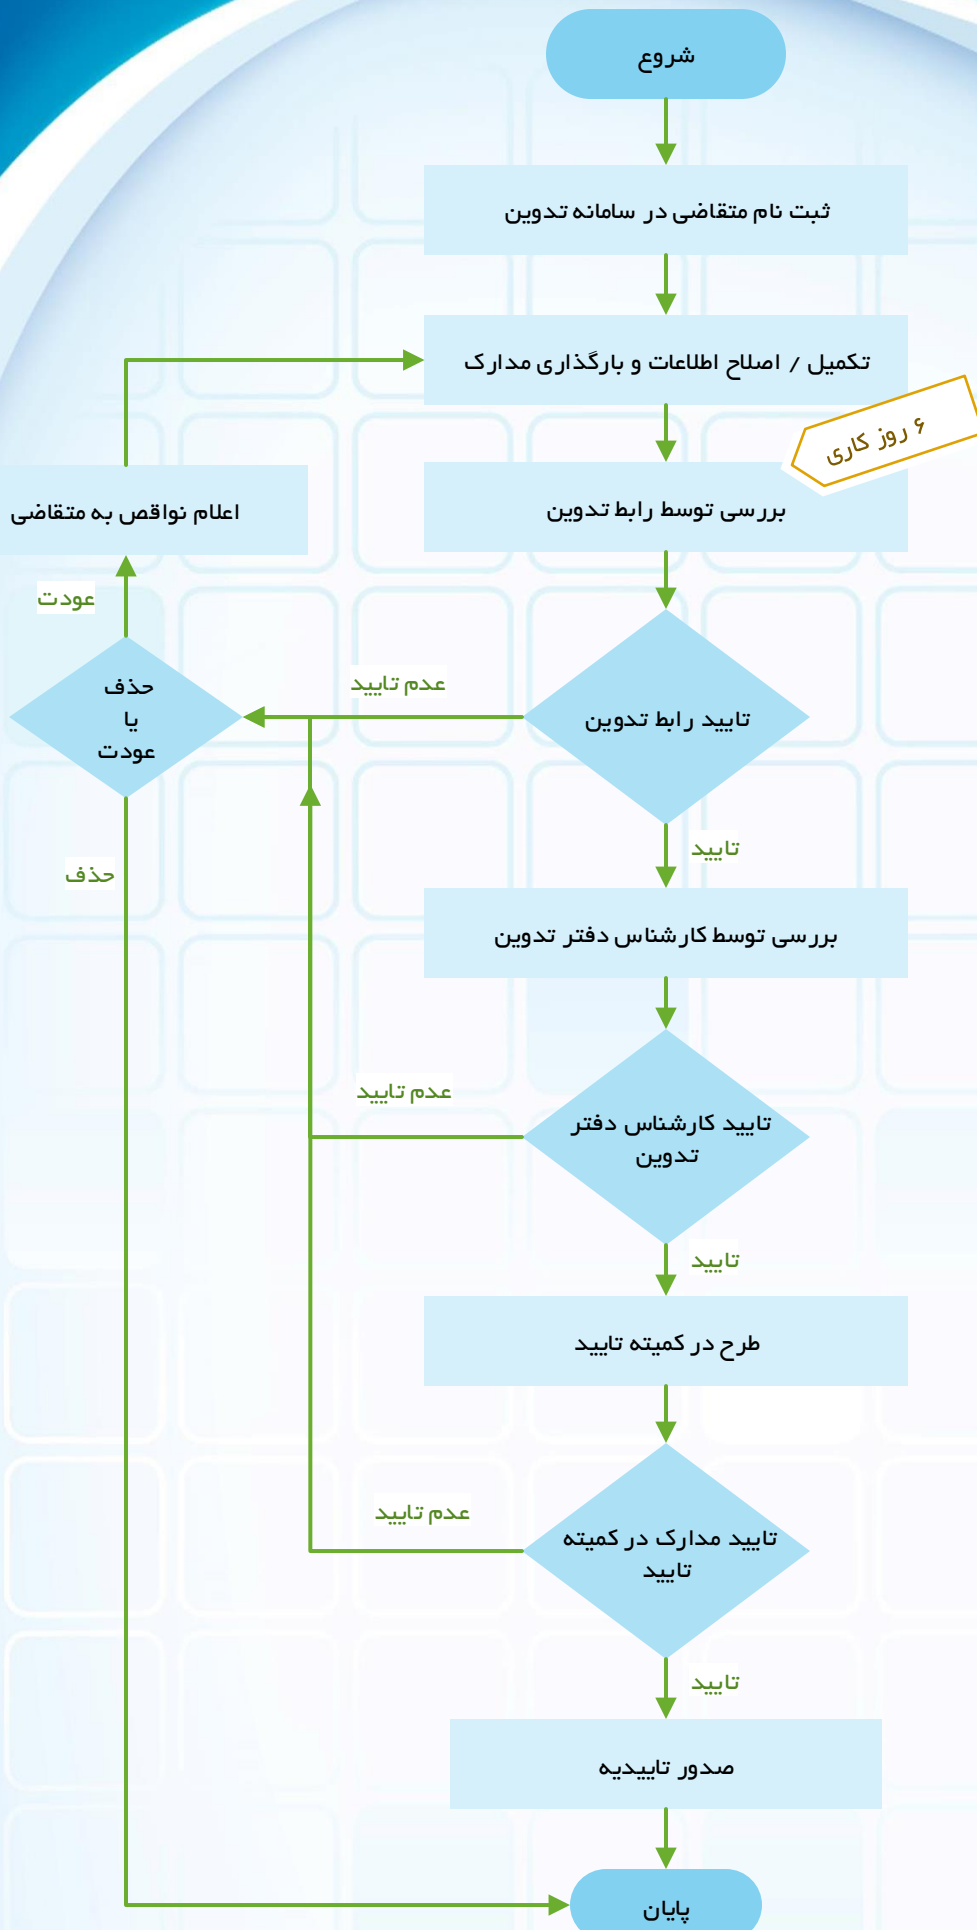 شروع
ثبت نام متقاضی در سامانه تدوین
تکمیل / اصلاح اطلاعات و بارگذاری مدارک
۶ روز کاری
بررسی توسط رابط تدوین
اعلام نواقص به متقاضی
عودت
حذف
یا
عودت
عدم تایید
تایید رابط تدوین
تایید
حذف
بررسی توسط کارشناس دفتر تدوین
عدم تایید
تایید کارشناس دفتر
تدوین
تایید
طرح در کمیته تایید
عدم تایید
تایید مدارک در کمیته
تایید
تایید
صدور تاییدیه
پایان